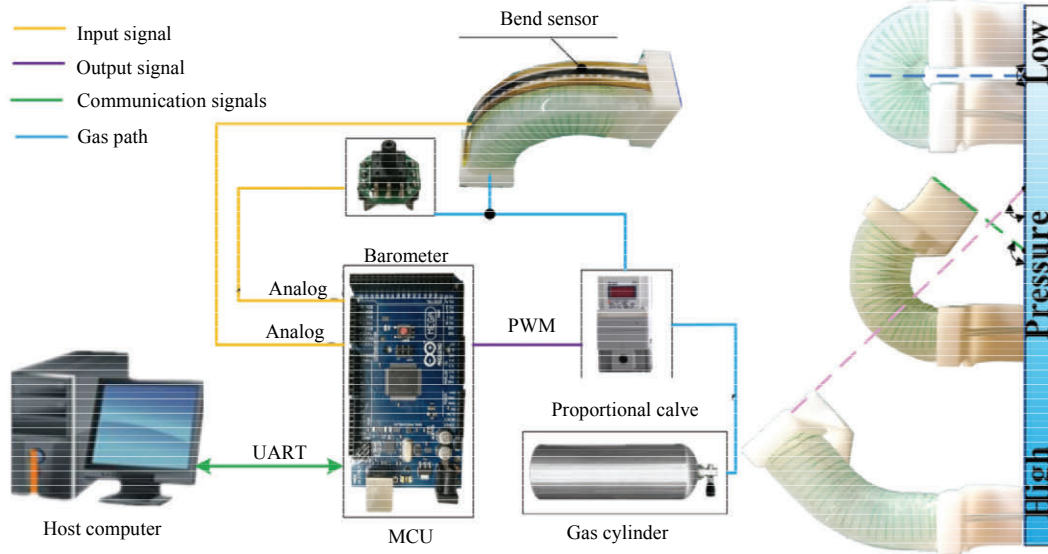 Input signal
Output signal
Communication signals
Gas path
Bend sensor
Barometer
Analog
Analog
PWM
UART
Proportional calve
Gas cylinder
MCU
Host computer
Low
Pressure
High